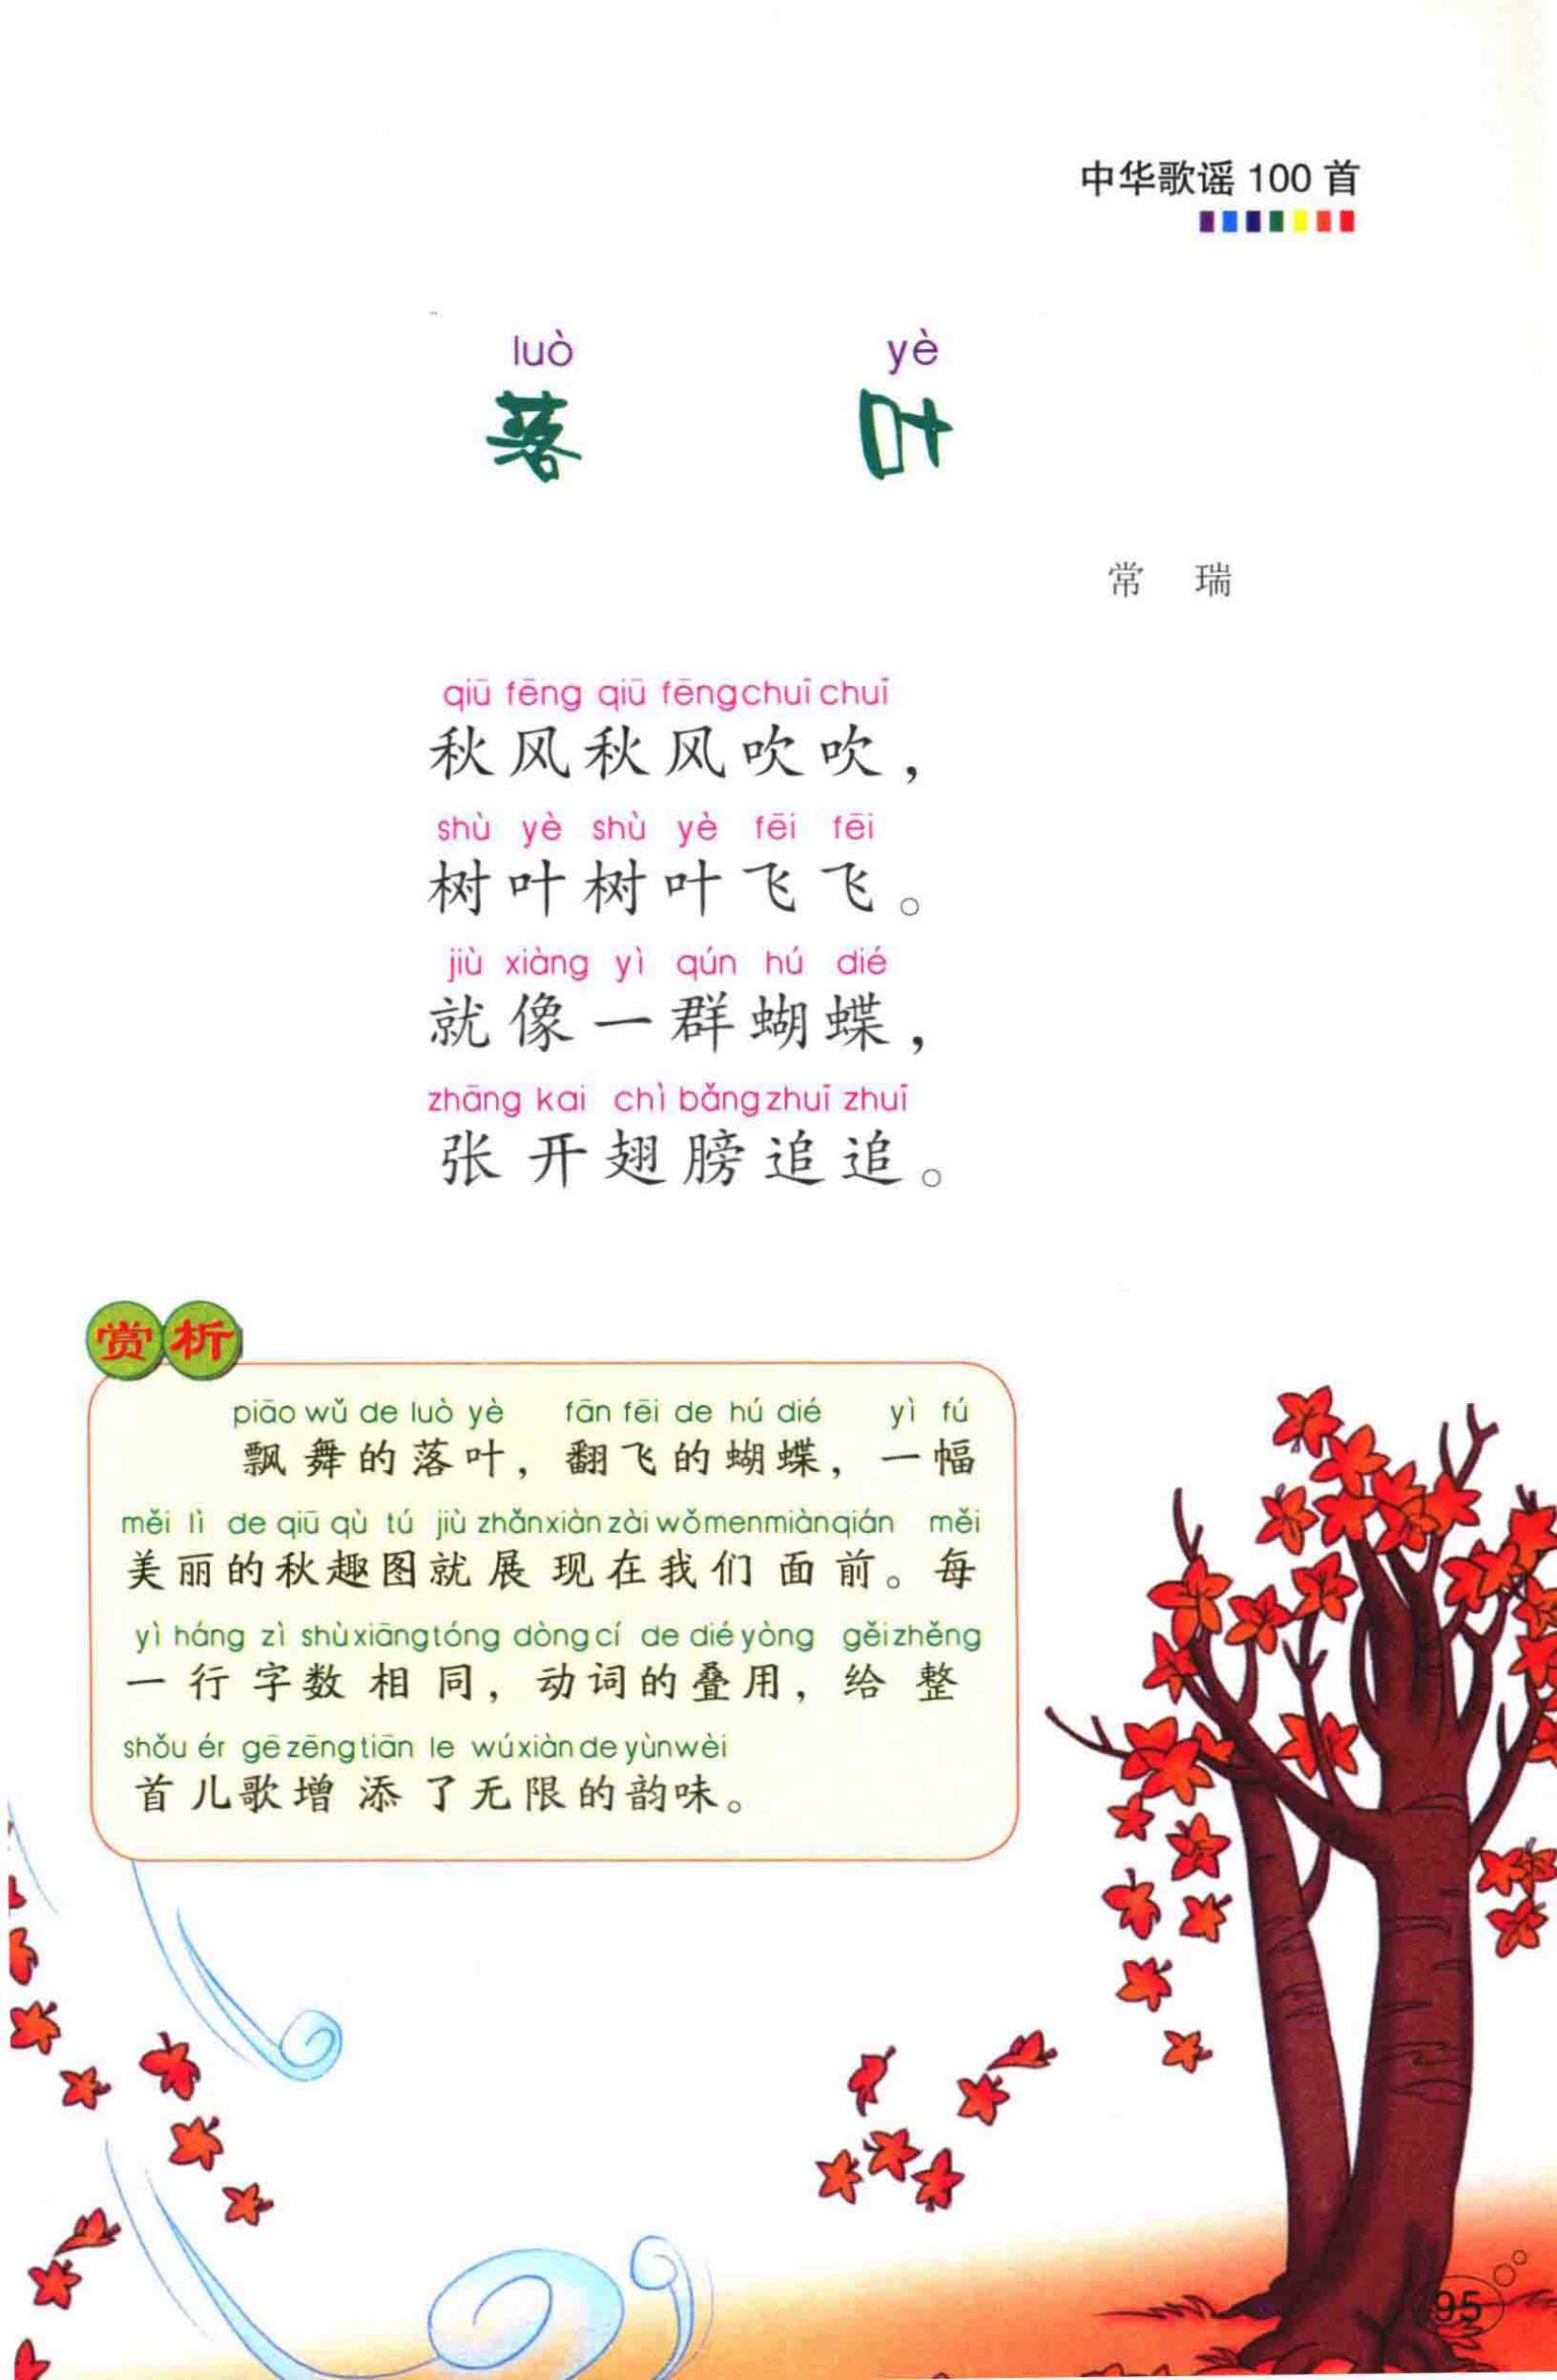 中华歌谣 100 首
luò yè
落 叶
常 瑞
qiū fēng qiū fēng chuī chuī
秋风秋风吹吹，
shù yè shù yè fēi fēi
树叶树叶飞飞。
jiù xiàng yì qún hú dié
就像一群蝴蝶，
zhāng kai chì bǎng zhuī zhuī
张开翅膀追追。
赏析
piāo wǔ de luò yè fān fēi de hú dié yì fú
飘舞的落叶，翻飞的蝴蝶，一幅
měi lì de qiū qù tú jiù zhǎn xiàn zài wǒ men miàn qián měi
美丽的秋趣图就展现在我们面前。每
yì háng zì shù xiāng tóng dòng cí de dié yòng gěi zhěng
一行字数相同，动词的叠用，给整
shǒu ér gē zēng tiān le wú xiàn de yùn wèi
首儿歌增添了无限的韵味。
95